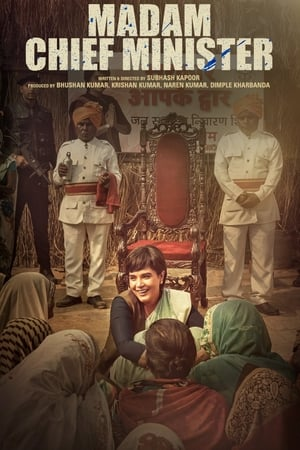 MADAM
CHIEF MINISTER
WRITTEN & DIRECTED BY SUBHASH KAPOOR
PRODUCED BY BHUSHAN KUMAR, KRISHAN KUMAR, NAREN KUMAR, DIMPLE KHARBANDA
आपके द्वार